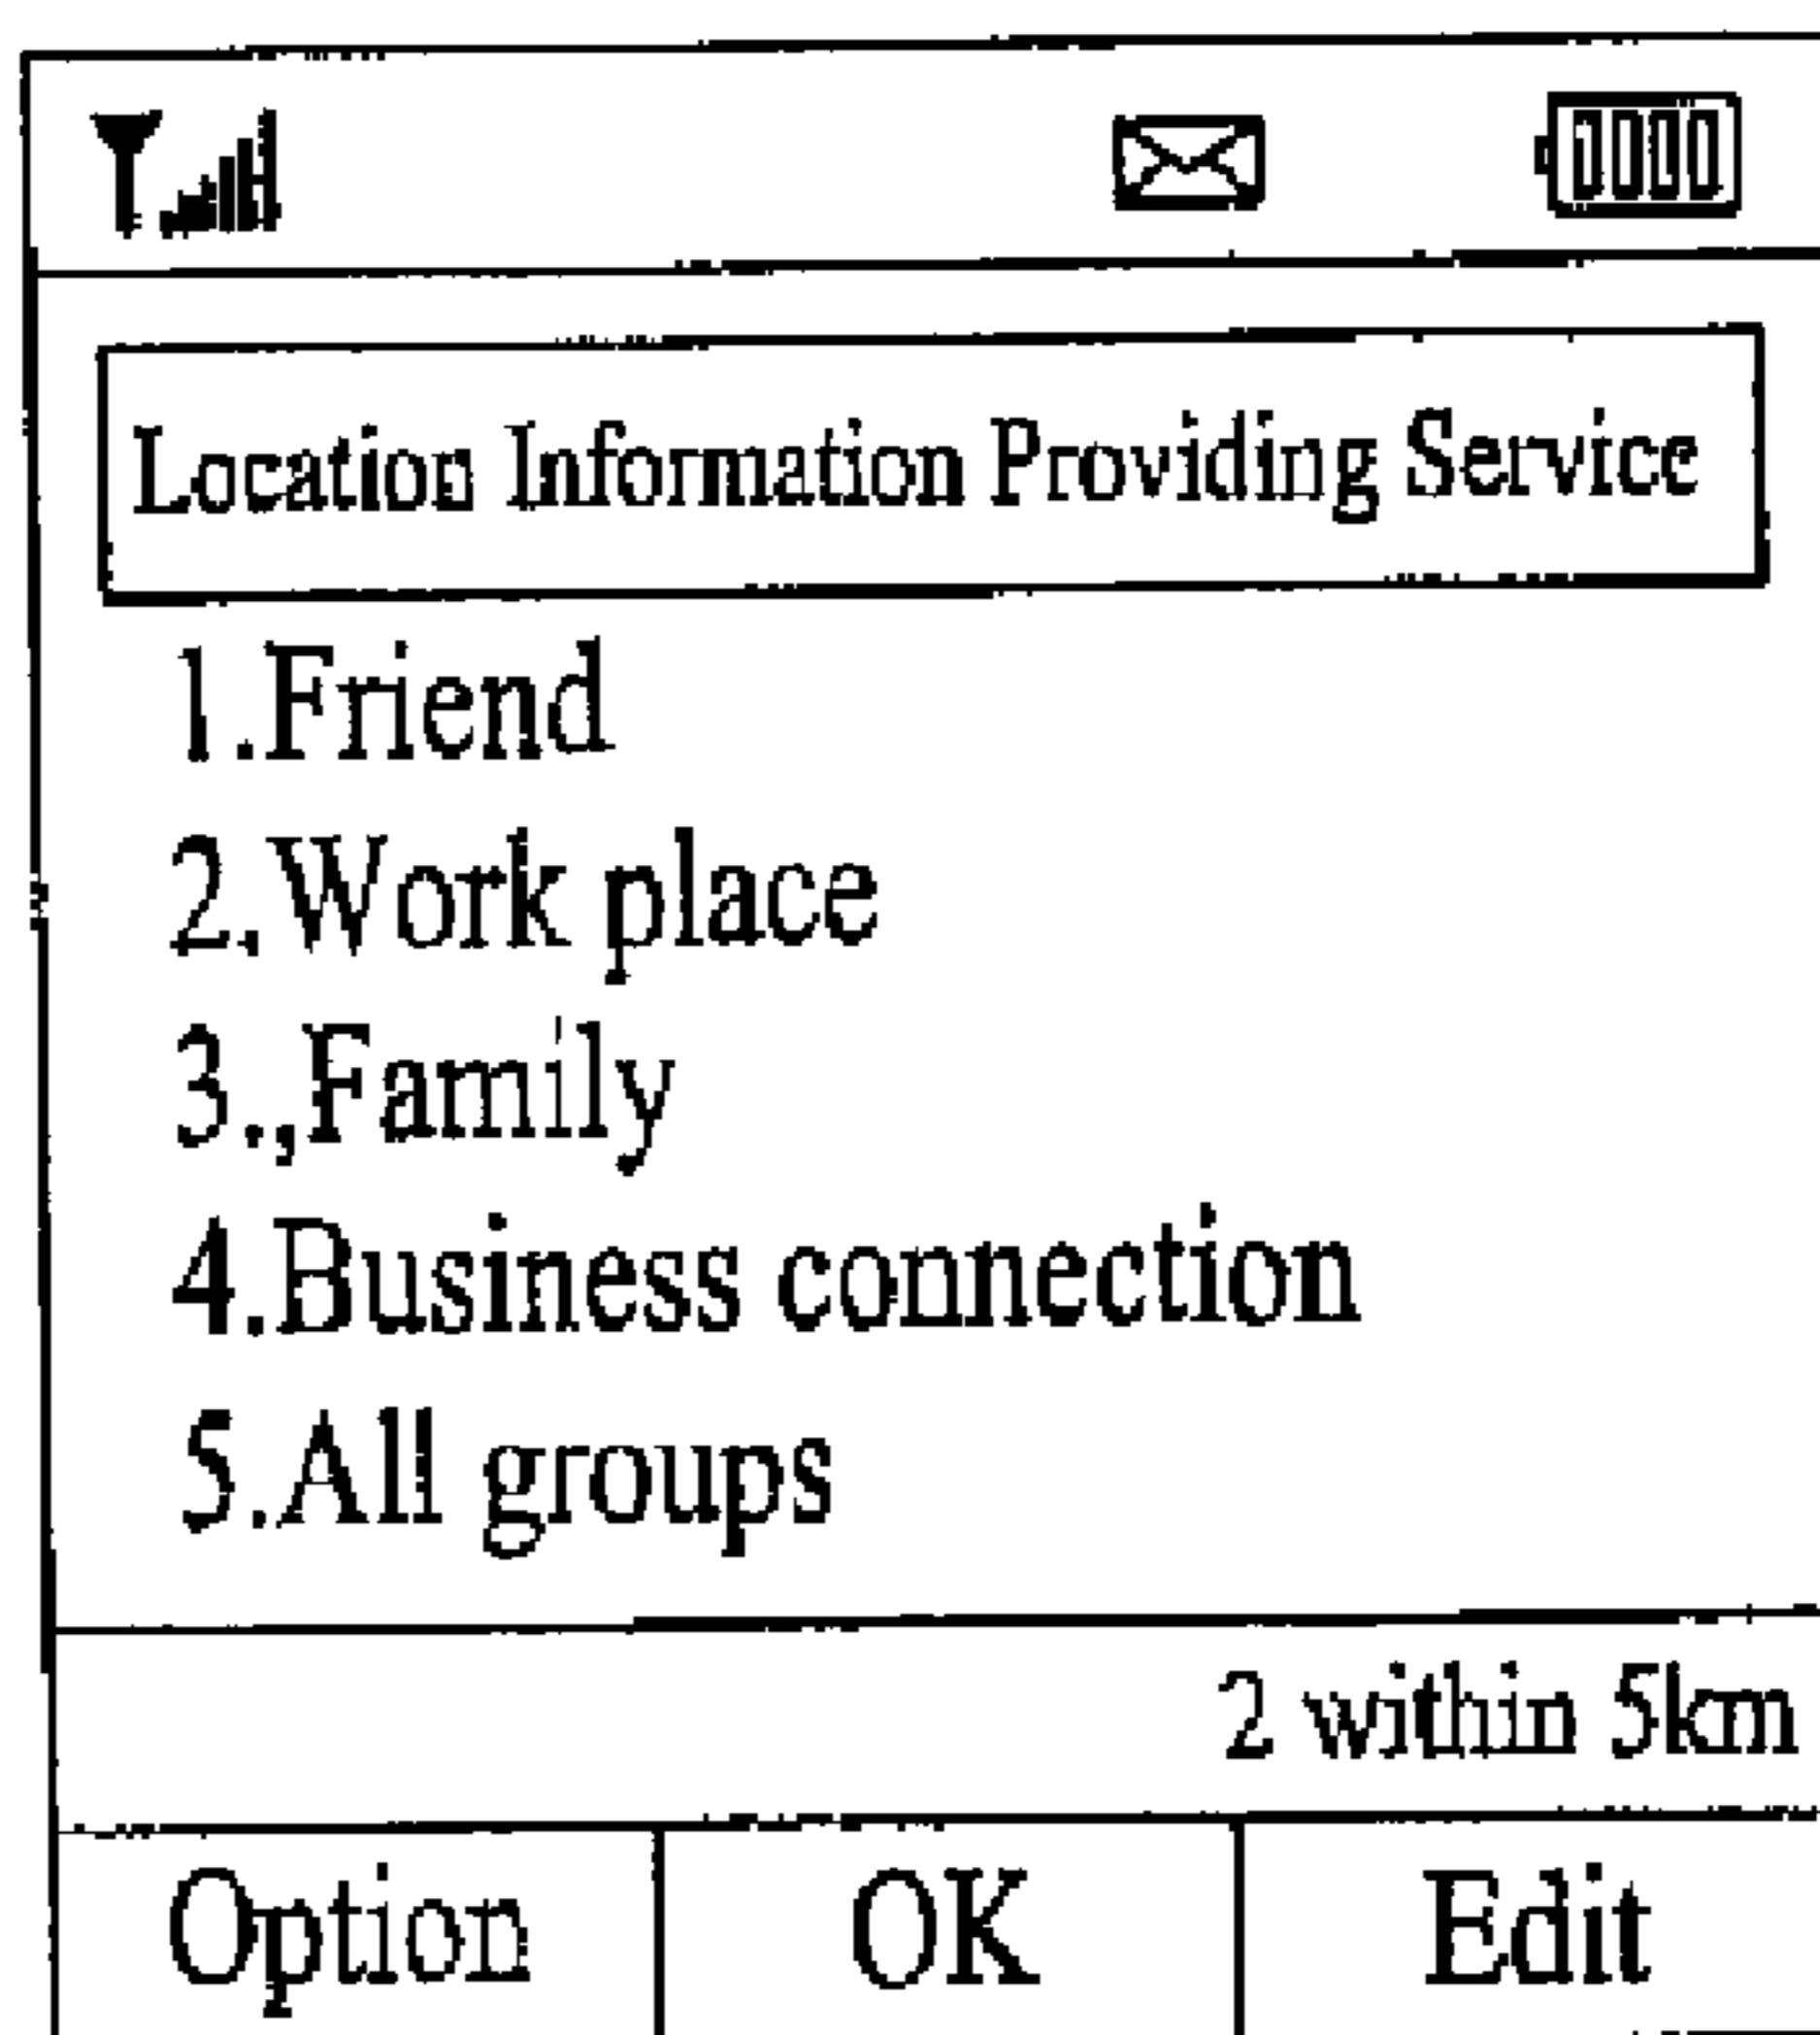 Location Information Providing Service
1.Friend
2.Work place
3.,Family
4.Business connection
5.All groups
2 within 5km
Option OK Edit